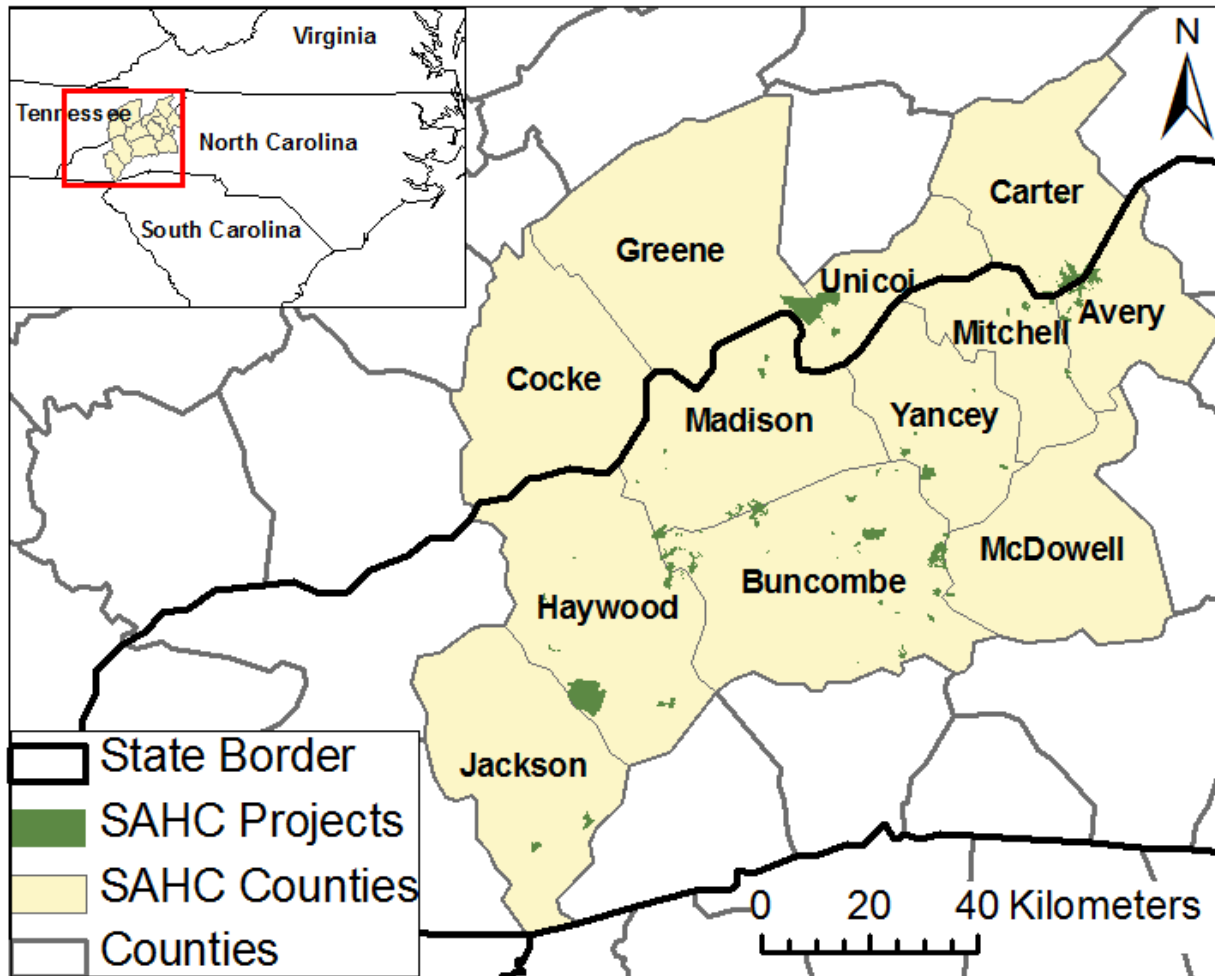 Virginia
Tennessee
North Carolina
South Carolina
N
Carter
Greene
Unicoi
Avery
Mitchell
Cocke
Madison
Yancey
McDowell
Buncombe
Haywood
Jackson
State Border
SAHC Projects
SAHC Counties
Counties
0 20 40 Kilometers